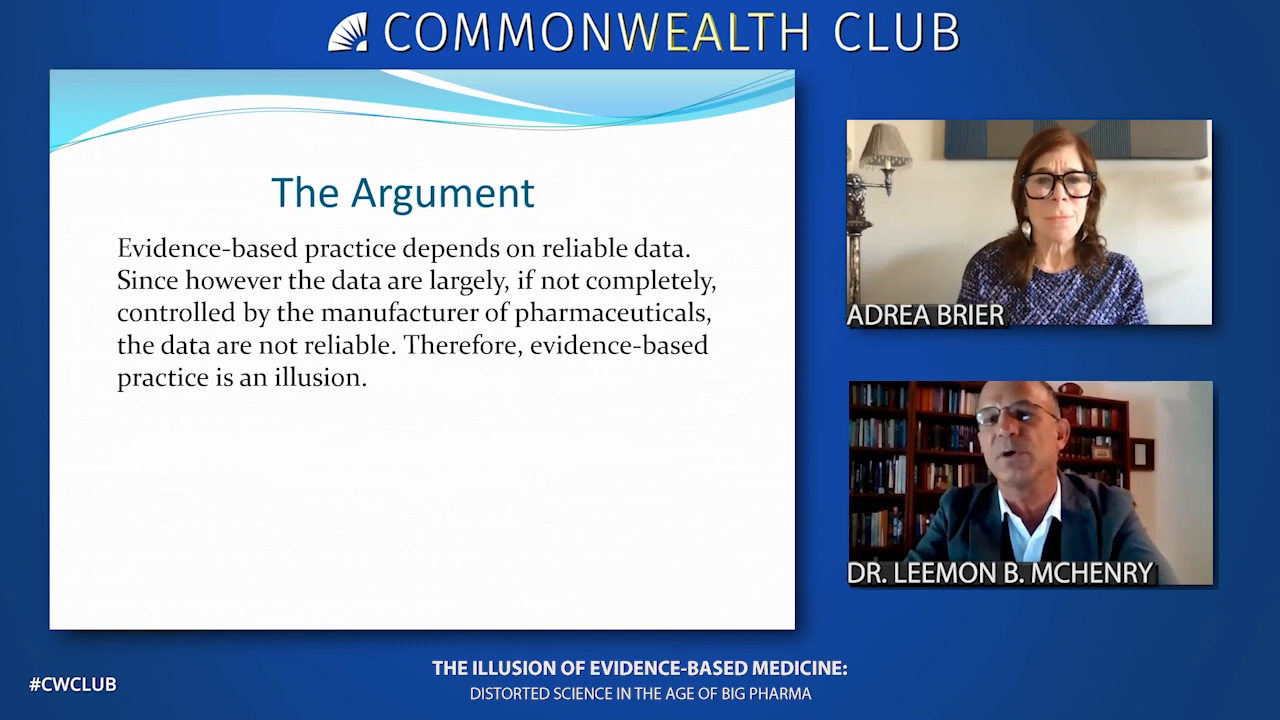 COMMONWEALTH CLUB
The Argument
Evidence-based practice depends on reliable data.
Since however the data are largely, if not completely,
controlled by the manufacturer of pharmaceuticals,
the data are not reliable. Therefore, evidence-based
practice is an illusion.
ADREA BRIER
DR. LEEMON B. MCHENRY
THE ILLUSION OF EVIDENCE-BASED MEDICINE:
DISTORTED SCIENCE IN THE AGE OF BIG PHARMA
#CWCLUB